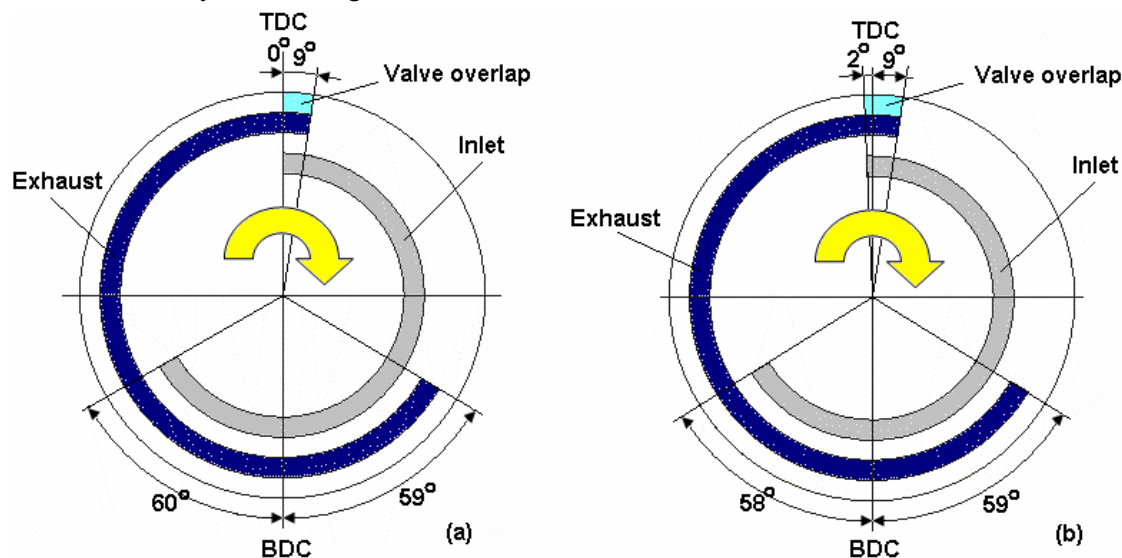 TDC
0° 9°
Valve overlap
Inlet
Exhaust
60°
59°
(a)
BDC
TDC
2° 9°
Valve overlap
Inlet
Exhaust
58°
59°
(b)
BDC